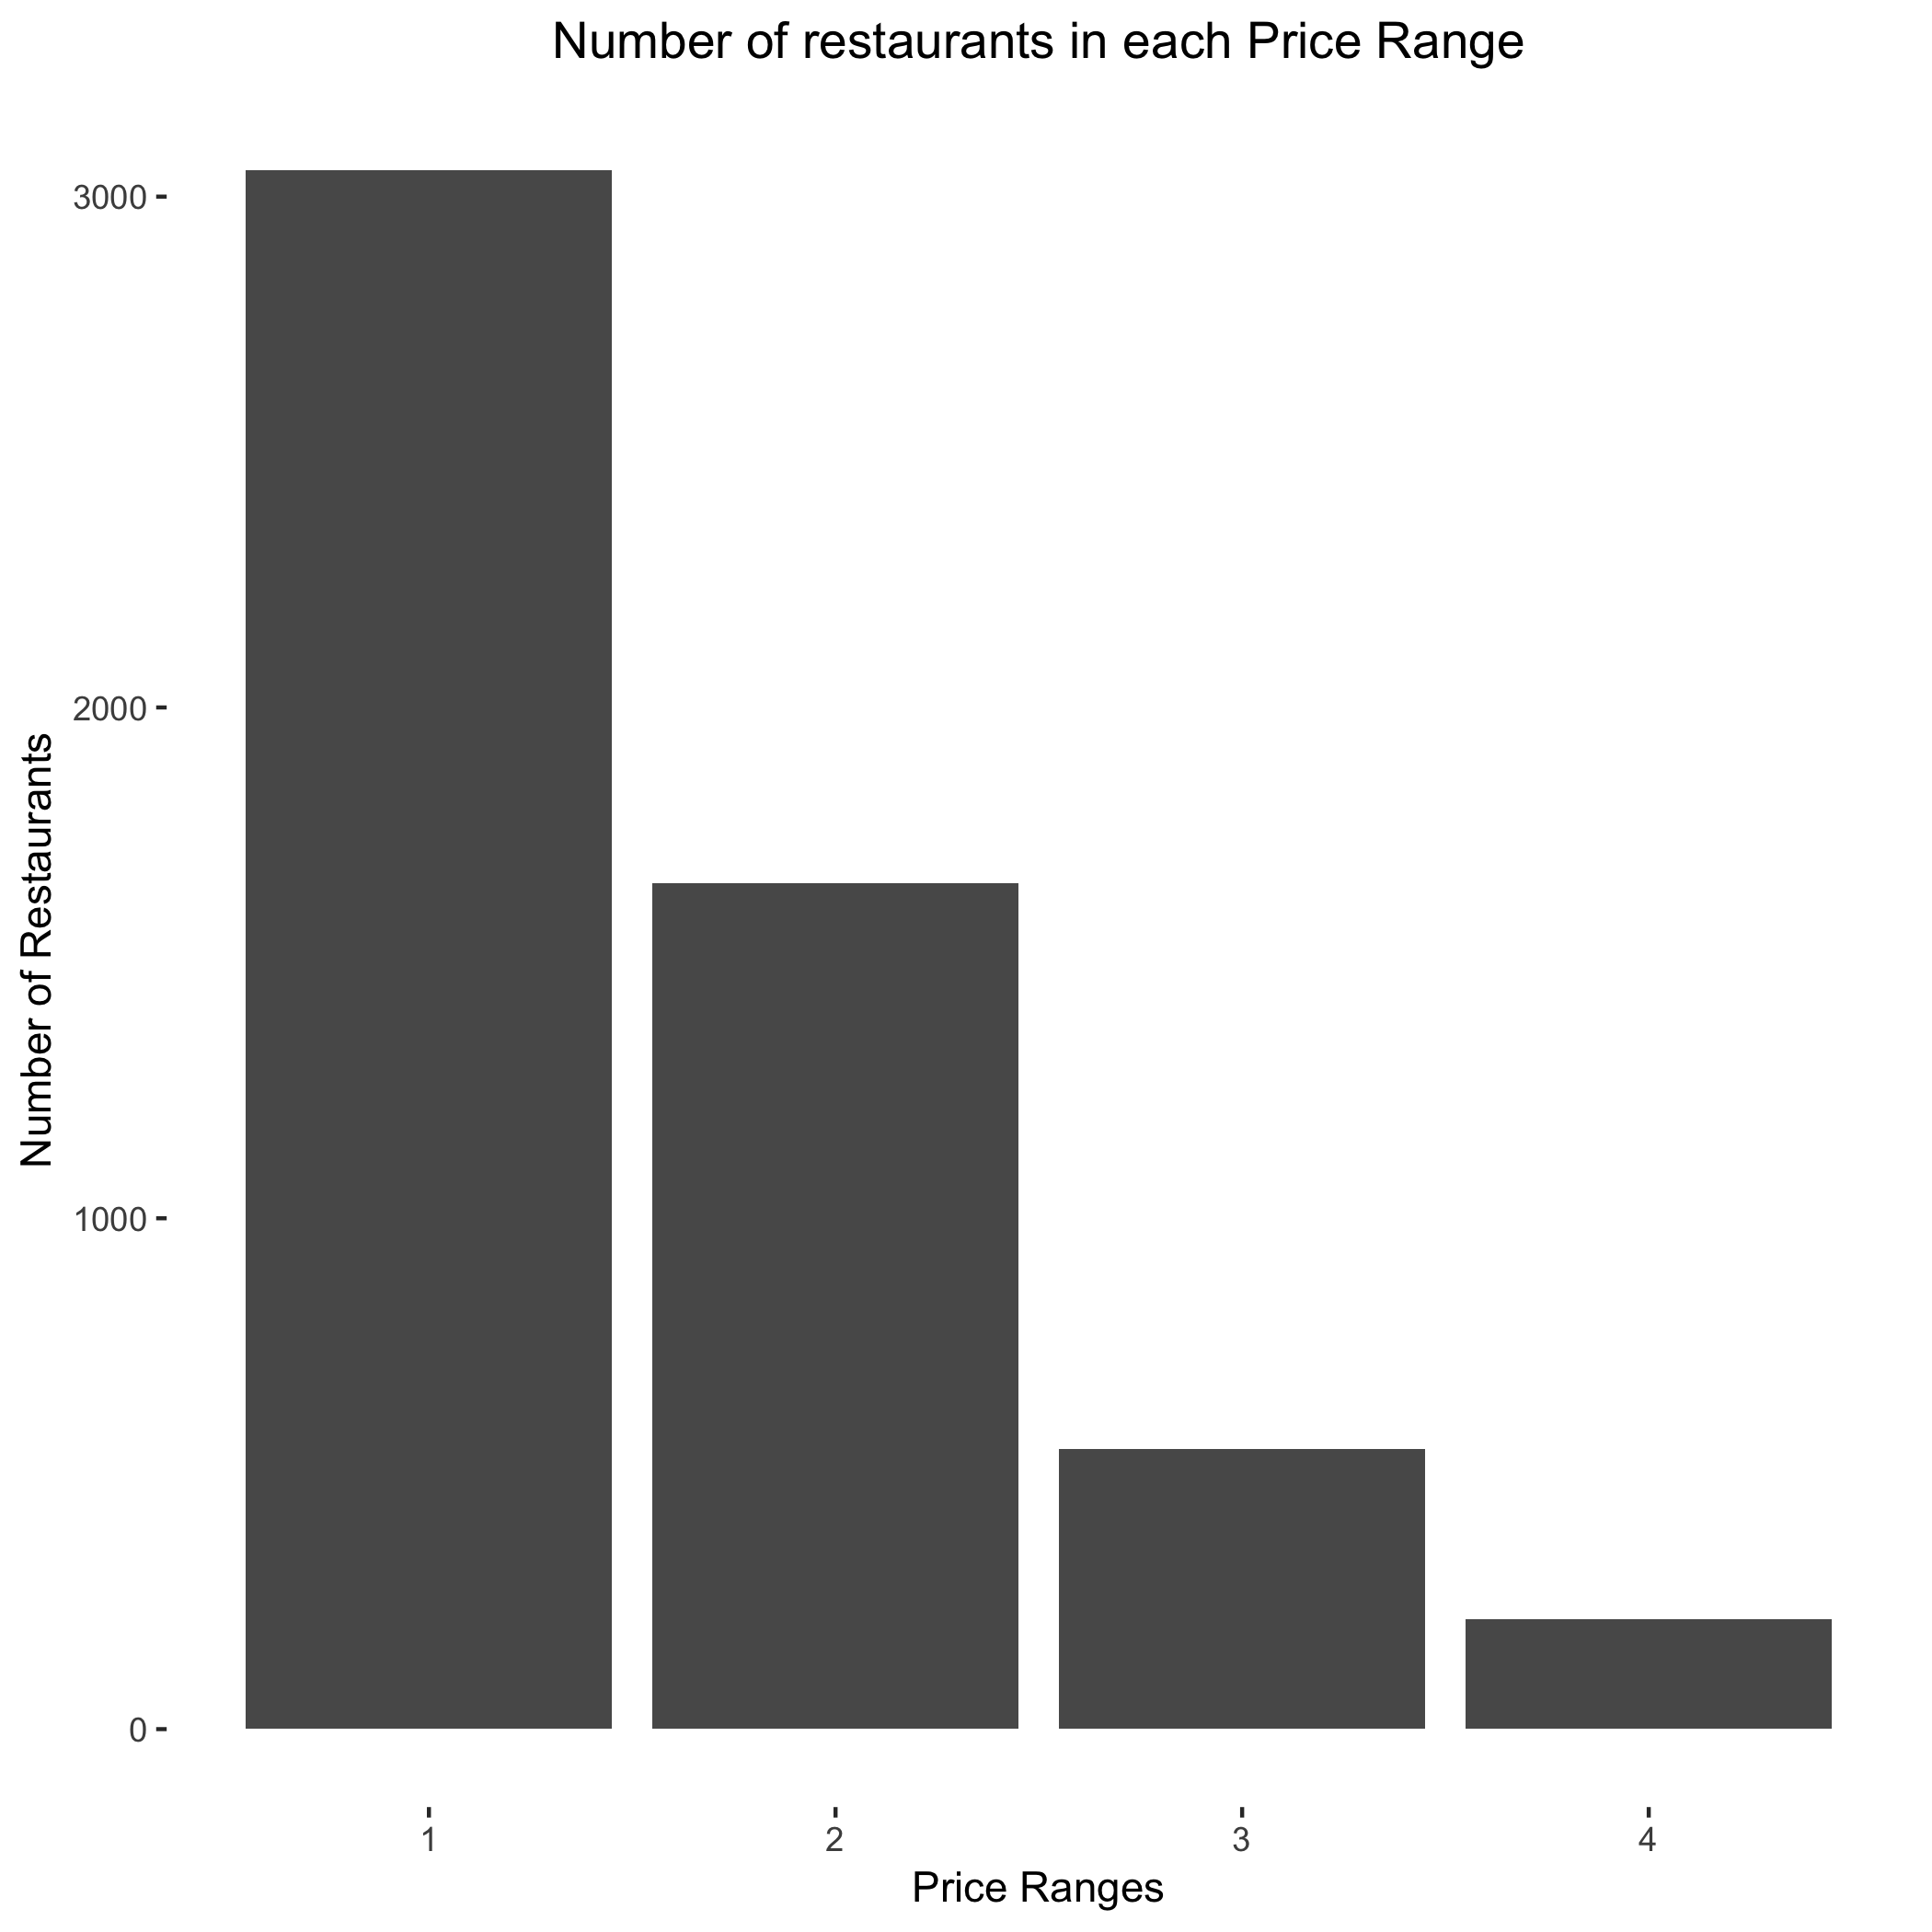 Number of restaurants in each Price Range
3000
2000
1000
0
Number of Restaurants
1
2
3
4
Price Ranges